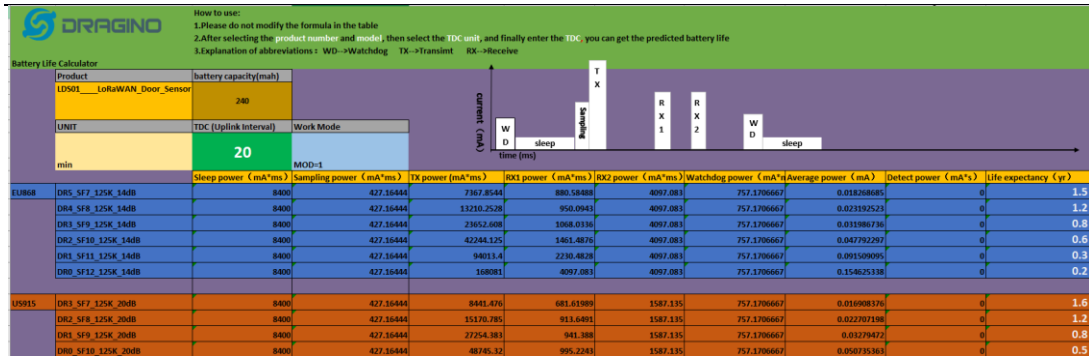 DRAGINO
How to use:
1.Please do not modify the formula in the table
2.After selecting the product number and model, then select the TDC unit, and finally enter the TDC, you can get the predicted battery life
3.Explanation of abbreviations： WD-->Watchdog TX-->Transimt RX-->Receive
Battery Life Calculator
Product battery capacity(mah)
LDS01____LoRaWAN_Door_Sensor 240
UNIT TDC (Uplink Interval) Work Mode
min 20 MOD=1
current (mA)
WD
sleep
Sampling
TX
RX1
RX2
WD
sleep
time (ms)
Sleep power (mA*ms) Sampling power (mA*ms) TX power (mA*ms) RX1 power (mA*ms) RX2 power (mA*ms) Watchdog power (mA*m Average power (mA) Detect power (mA*s) Life expectancy (yr)
EU868 DR5_SF7_125K_14dB 8400 427.16444 7367.8544 880.58488 4097.083 757.1706667 0.018268685 0 1.5
DR4_SF8_125K_14dB 8400 427.16444 13210.2528 950.0943 4097.083 757.1706667 0.023192523 0 1.2
DR3_SF9_125K_14dB 8400 427.16444 23652.608 1068.0336 4097.083 757.1706667 0.031986736 0 0.8
DR2_SF10_125K_14dB 8400 427.16444 42244.125 1461.4876 4097.083 757.1706667 0.047792297 0 0.6
DR1_SF11_125K_14dB 8400 427.16444 94013.4 2230.4828 4097.083 757.1706667 0.091509095 0 0.3
DR0_SF12_125K_14dB 8400 427.16444 168081 4097.083 4097.083 757.1706667 0.154625338 0 0.2
US915 DR3_SF7_125K_20dB 8400 427.16444 8441.476 681.61989 1587.135 757.1706667 0.016908376 0 1.6
DR2_SF8_125K_20dB 8400 427.16444 15170.785 913.6491 1587.135 757.1706667 0.022707198 0 1.2
DR1_SF9_125K_20dB 8400 427.16444 27254.383 941.388 1587.135 757.1706667 0.03279472 0 0.8
DR0_SF10_125K_20dB 8400 427.16444 48745.32 995.2243 1587.135 757.1706667 0.050735363 0 0.5